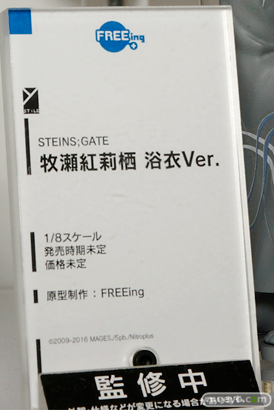 FREEing
STYLE
STEINS;GATE
牧瀬紅莉栖 浴衣Ver.
1/8スケール
発売時期未定
価格未定
原型制作：FREEing
©2009-2016 MAGES./5pb./Nitroplus
監修中